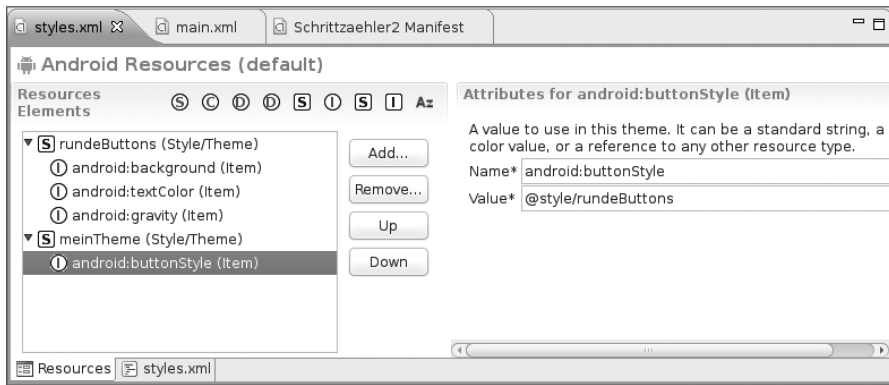 styles.xml
main.xml
Schrittzaehler2 Manifest
Android Resources (default)
Resources
Elements
S C D D S I S I Az
rundeButtons (Style/Theme)
android:background (Item)
android:textColor (Item)
android:gravity (Item)
meinTheme (Style/Theme)
android:buttonStyle (Item)
Add...
Remove...
Up
Down
Attributes for android:buttonStyle (Item)
A value to use in this theme. It can be a standard string, a
color value, or a reference to any other resource type.
Name* android:buttonStyle
Value* @style/rundeButtons
Resources
styles.xml